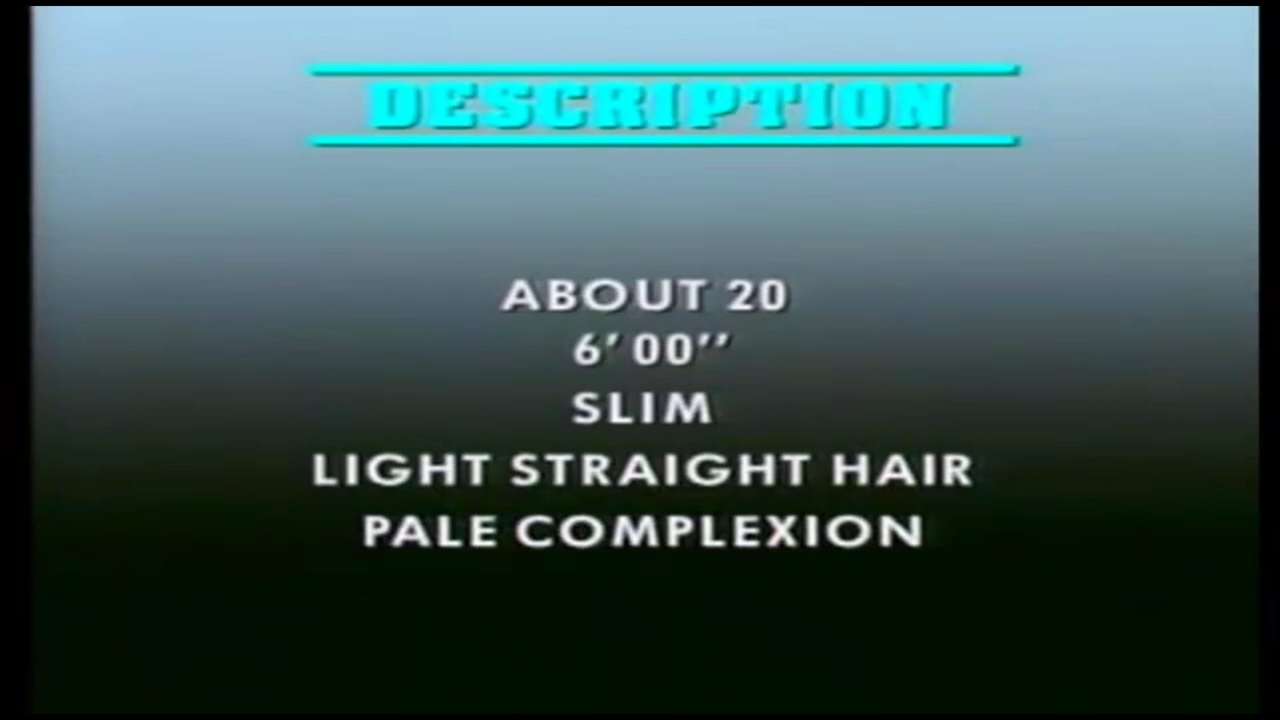 DESCRIPTION
ABOUT 20
6' 00''
SLIM
LIGHT STRAIGHT HAIR
PALE COMPLEXION